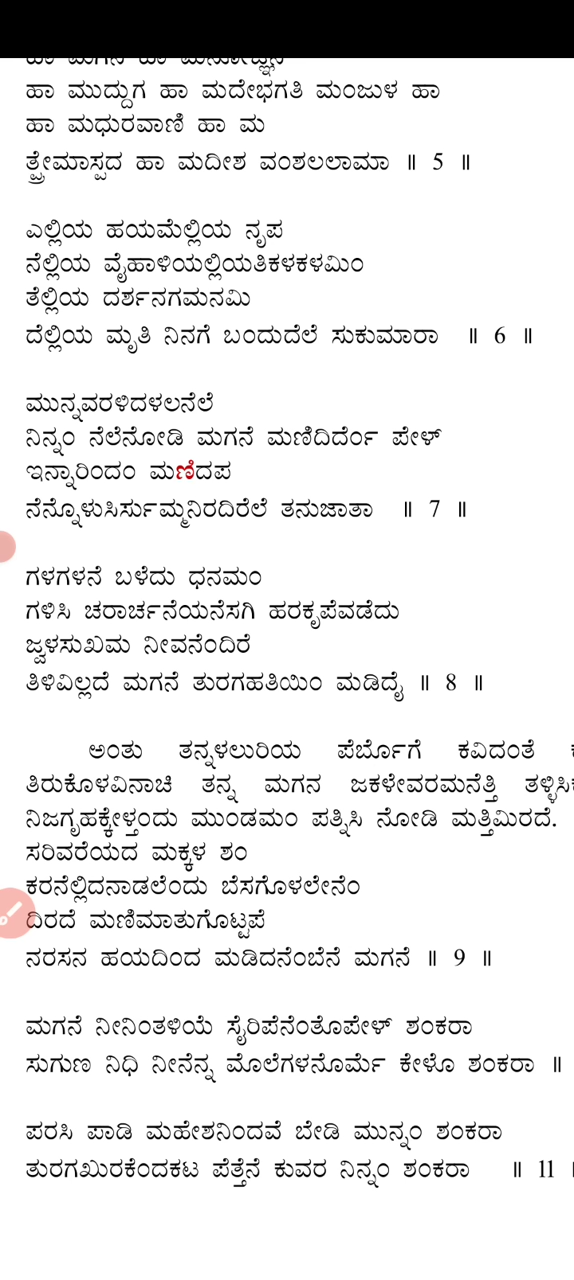 ಹಾ ಮುದ್ದುಗ ಹಾ ಮದೇಭಗತಿ ಮಂಜುಳ ಹಾ
ಹಾ ಮಧುರವಾಣಿ ಹಾ ಮ
ತ್ಪ್ರೇಮಾಸ್ಪದ ಹಾ ಮದೀಶ ವಂಶಲಲಾಮಾ ॥ 5 ॥
ಎಲ್ಲಿಯ ಹಯಮೆಲ್ಲಿಯ ನೃಪ
ನೆಲ್ಲಿಯ ವೈಹಾಳಿಯಲ್ಲಿಯತಿಕಳಕಳಮಿಂ
ತೆಲ್ಲಿಯ ದರ್ಶನಗಮನಮಿ
ದೆಲ್ಲಿಯ ಮೃತಿ ನಿನಗೆ ಬಂದುದೆಲೆ ಸುಕುಮಾರಾ ॥ 6 ॥
ಮುನ್ನವರಳಿದಳಲನೆಲೆ
ನಿನ್ನಂ ನೆಲೆನೋಡಿ ಮಗನೆ ಮಣಿದಿರ್ದೆಂ ಪೇಳ್
ಇನ್ನಾರಿಂದಂ ಮಣಿದಪ
ನೆನ್ನೊಳುಸಿರ್ಸುಮ್ಮನಿರದಿರೆಲೆ ತನುಜಾತಾ ॥ 7 ॥
ಗಳಗಳನೆ ಬಳೆದು ಧನಮಂ
ಗಳಿಸಿ ಚರಾರ್ಚನೆಯನೆಸಗಿ ಹರಕೃಪೆವಡೆದು
ಜ್ವಳಸುಖಮ ನೀವನೆಂದಿರೆ
ತಿಳಿವಿಲ್ಲದೆ ಮಗನೆ ತುರಗಹತಿಯಿಂ ಮಡಿದೈ ॥ 8 ॥
ಅಂತು ತನ್ನಳಲುರಿಯ ಪೆರ್ಬೊಗೆ ಕವಿದಂತೆ
ತಿರುಕೊಳವಿನಾಚಿ ತನ್ನ ಮಗನ ಜಕಳೇವರಮನೆತ್ತಿ ತಳ್ಳಿಸಿ
ನಿಜಗೃಹಕ್ಕೇಳ್ತಂದು ಮುಂಡಮಂ ಪತ್ನಿಸಿ ನೋಡಿ ಮತ್ತಿಮಿರದೆ.
ಸರಿವರೆಯದ ಮಕ್ಕಳ ಶಂ
ಕರನೆಲ್ಲಿದನಾಡಲೆಂದು ಬೆಸಗೊಳಲೇನೆಂ
ದಿರದೆ ಮಣಿಮಾತುಗೊಟ್ಟಪೆ
ನರಸನ ಹಯದಿಂದ ಮಡಿದನೆಂಬೆನೆ ಮಗನೆ ॥ 9 ॥
ಮಗನೆ ನೀನಿಂತಳಿಯೆ ಸೈರಿಪೆನೆಂತೊಪೇಳ್ ಶಂಕರಾ
ಸುಗುಣ ನಿಧಿ ನೀನೆನ್ನ ಮೊಲೆಗಳನೊರ್ಮೆ ಕೇಳೊ ಶಂಕರಾ ॥
ಪರಸಿ ಪಾಡಿ ಮಹೇಶನಿಂದವೆ ಬೇಡಿ ಮುನ್ನಂ ಶಂಕರಾ
ತುರಗಖುರಕೆಂದಕಟ ಪೆತ್ತೆನೆ ಕುವರ ನಿನ್ನಂ ಶಂಕರಾ ॥ 11